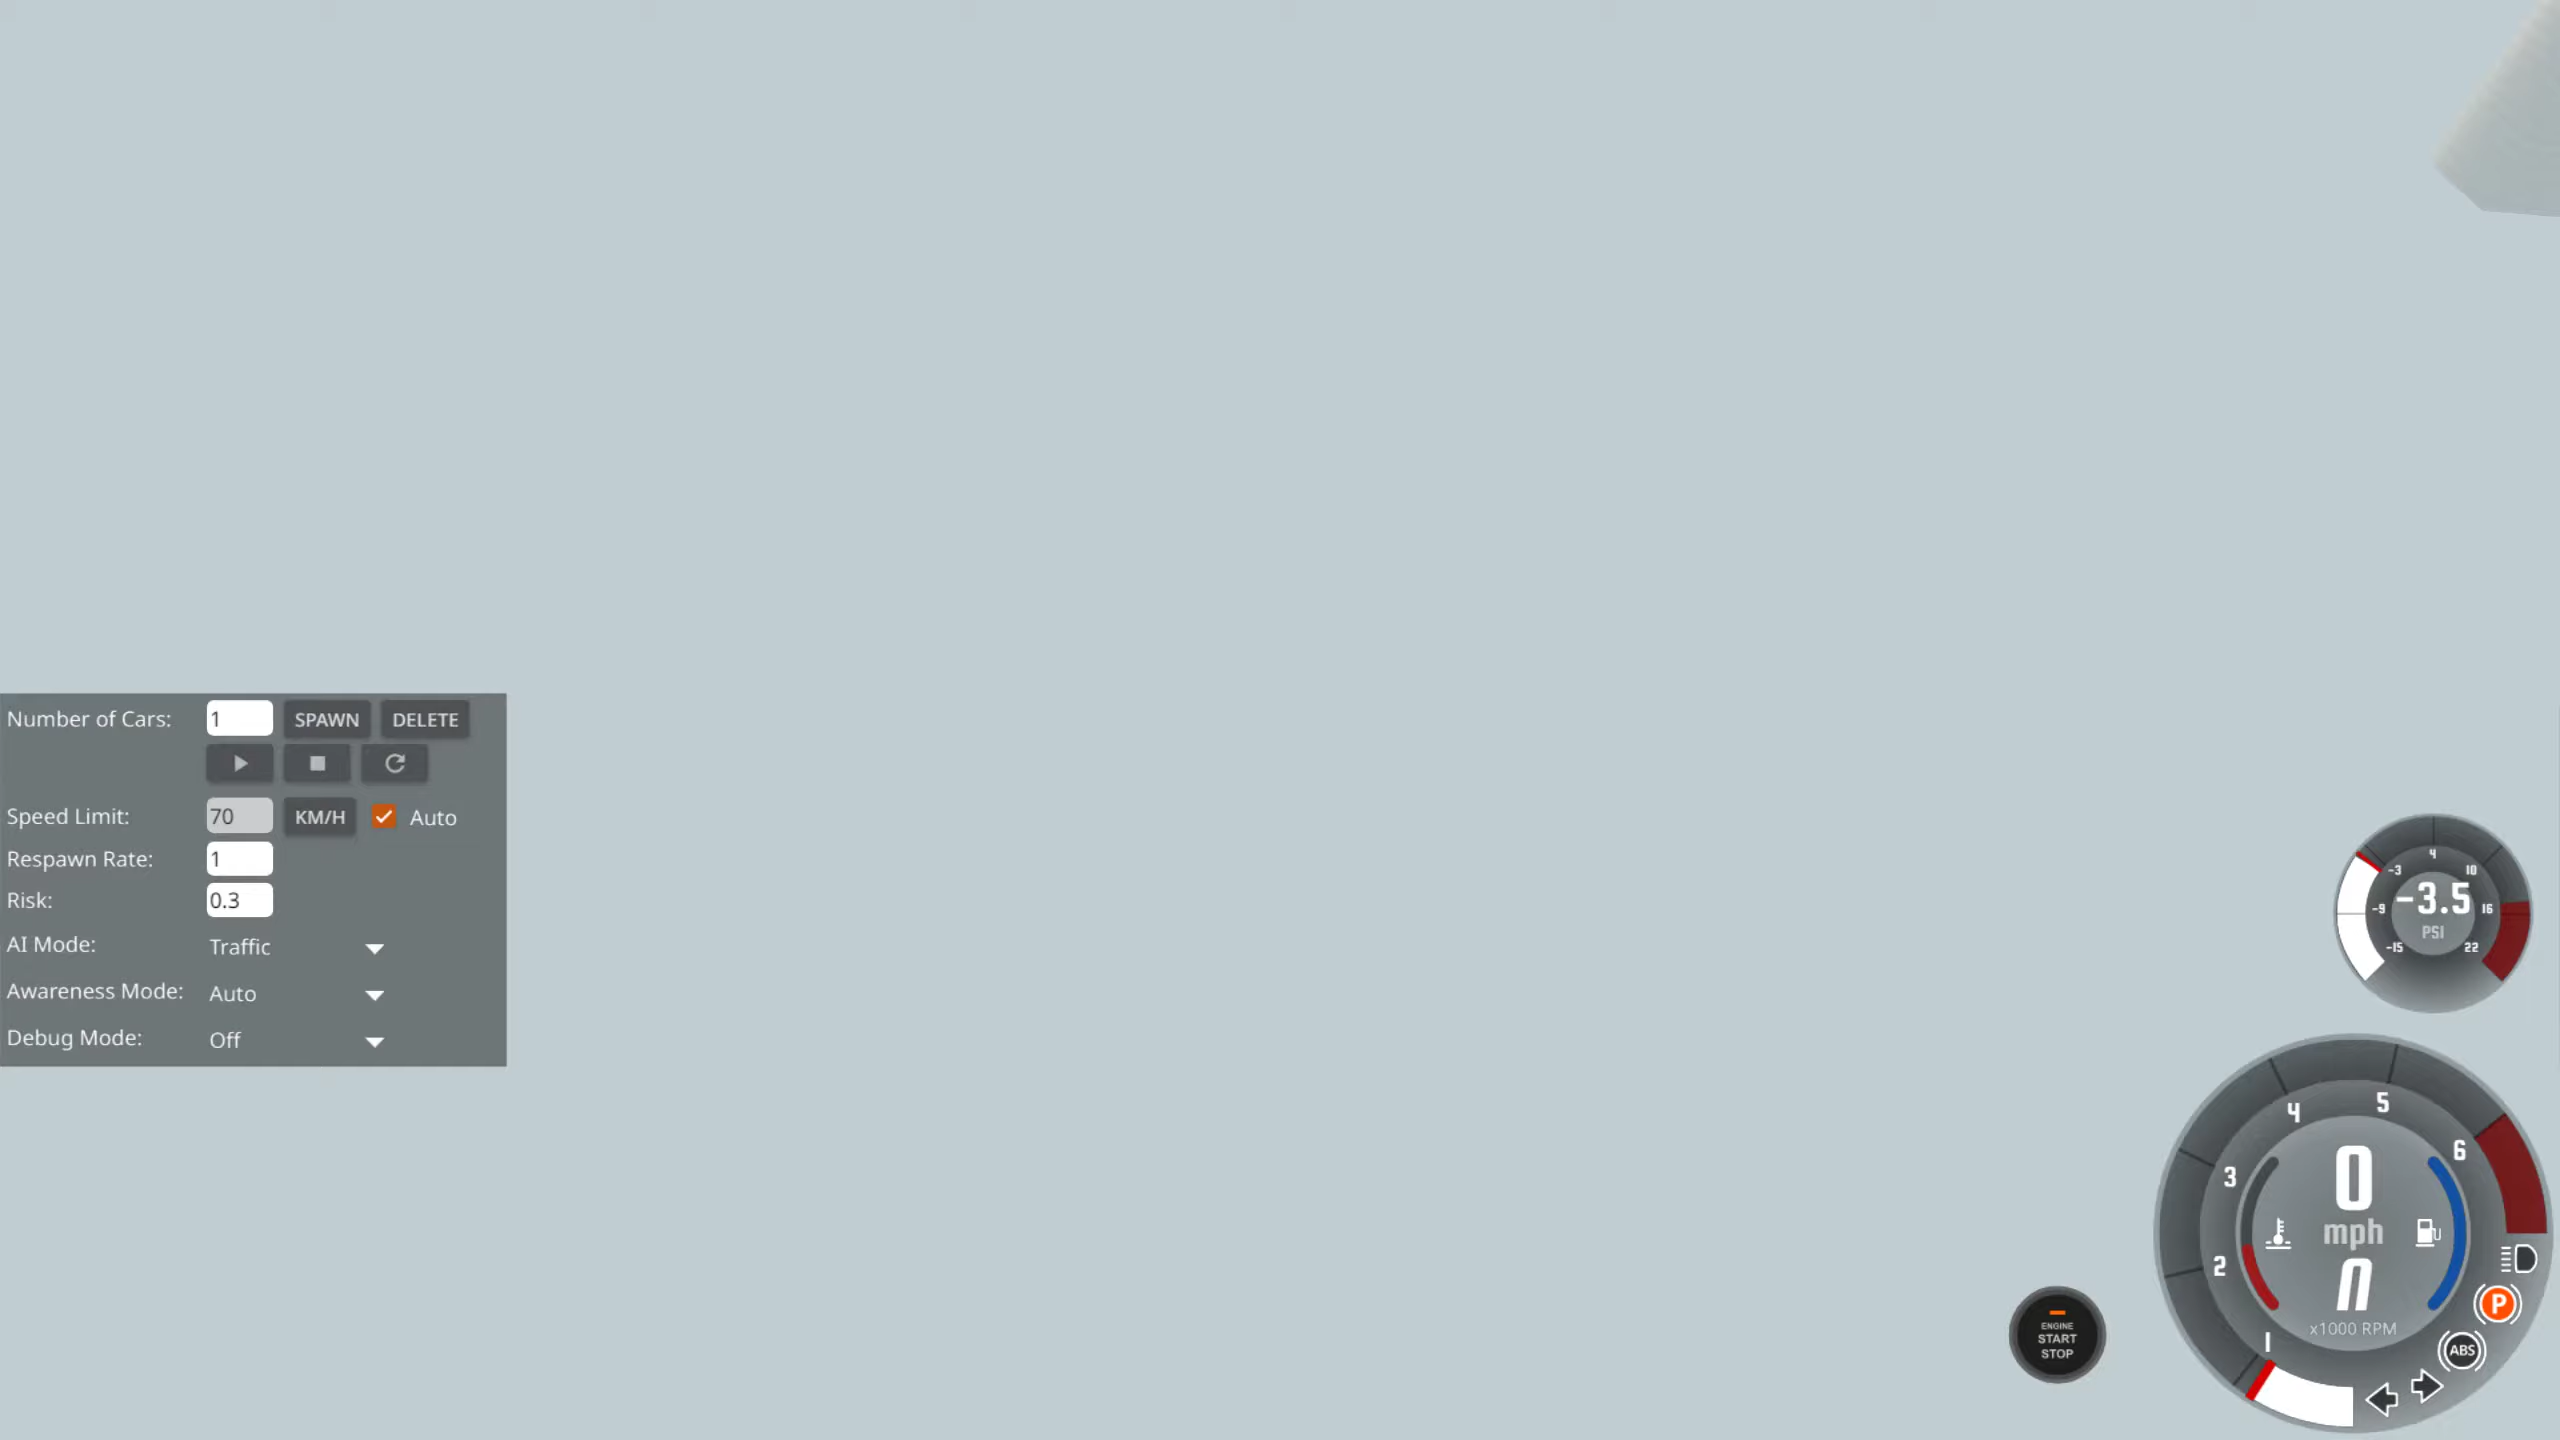 Number of Cars: 1 SPAWN DELETE
Speed Limit: 70 KM/H Auto
Respawn Rate: 1
Risk: 0.3
AI Mode: Traffic
Awareness Mode: Auto
Debug Mode: Off
4
-3 10
-9 -3.5 16
PSI
-15 22
4 5
3 6
0
mph
2
n
x1000 RPM
1
P
ABS
ENGINE
START
STOP